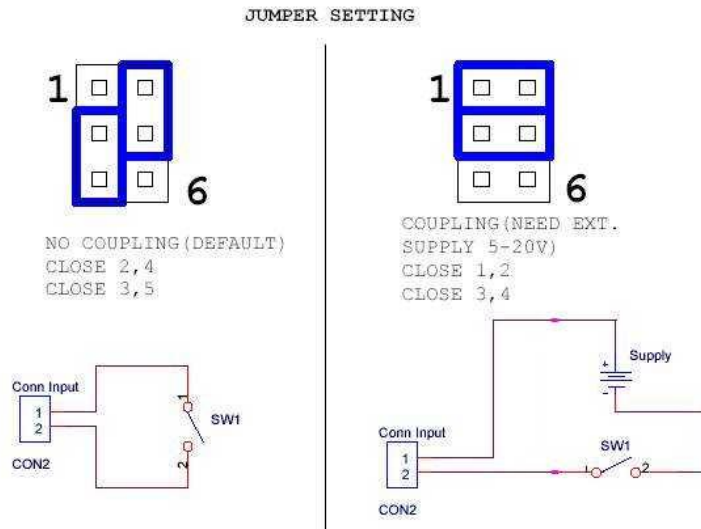 JUMPER SETTING
1
6
NO COUPLING(DEFAULT)
CLOSE 2,4
CLOSE 3,5
Conn Input
1
2
CON2
1
SW1
2
1
6
COUPLING(NEED EXT.
SUPPLY 5-20V)
CLOSE 1,2
CLOSE 3,4
+
Supply
-
Conn Input
1
2
CON2
SW1
1
2